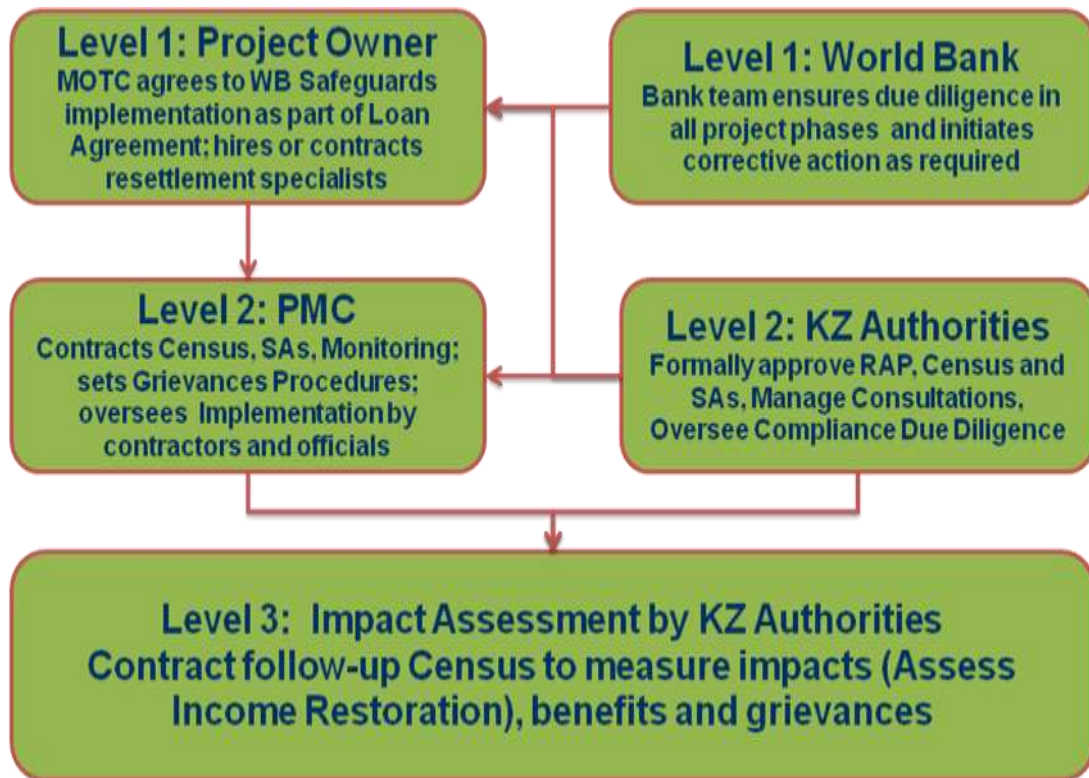 Level 1: Project Owner
MOTC agrees to WB Safeguards
implementation as part of Loan
Agreement; hires or contracts
resettlement specialists
Level 1: World Bank
Bank team ensures due diligence in
all project phases and initiates
corrective action as required
Level 2: PMC
Contracts Census, SAs, Monitoring;
sets Grievances Procedures;
oversees Implementation by
contractors and officials
Level 2: KZ Authorities
Formally approve RAP, Census and
SAs, Manage Consultations,
Oversee Compliance Due Diligence
Level 3: Impact Assessment by KZ Authorities
Contract follow-up Census to measure impacts (Assess
Income Restoration), benefits and grievances